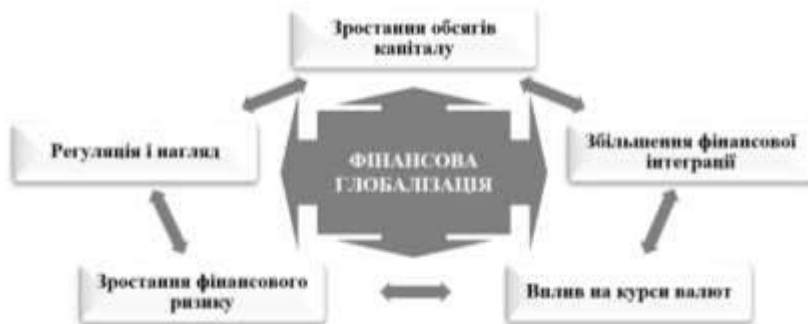 Зростання обсягів
капіталу
Регуляція і нагляд
ФІНАНСОВА
ГЛОБАЛІЗАЦІЯ
Збільшення фінансової
інтеграції
Зростання фінансового
ризику
Вплив на курси валют